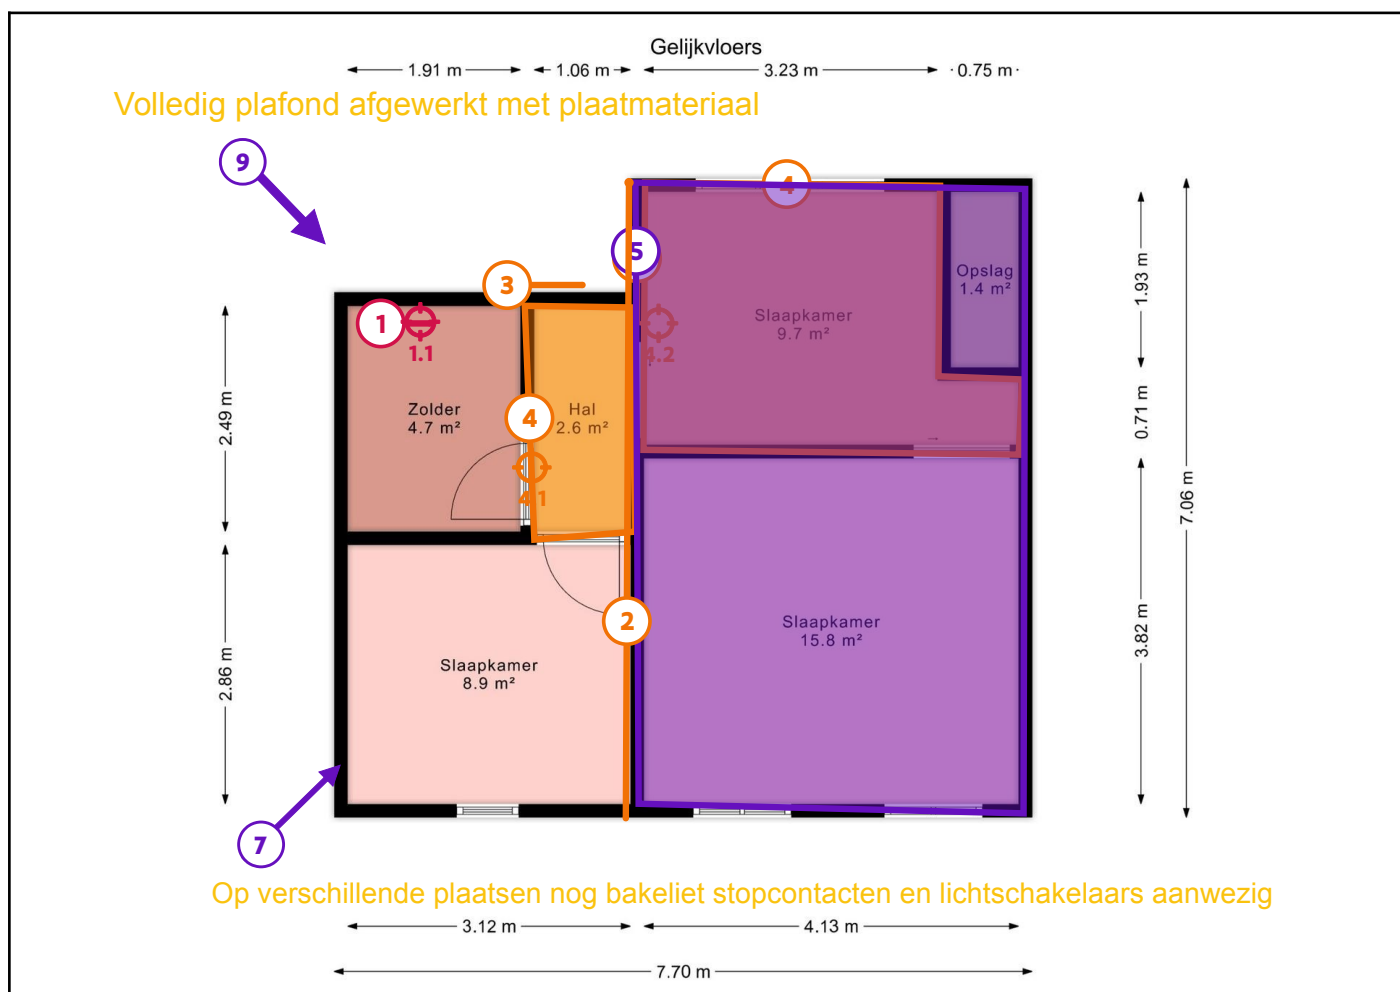 Gelijkvloers
1.91 m
1.06 m
3.23 m
0.75 m
Volledig plafond afgewerkt met plaatmateriaal
9
4
5
3
Opslag
1.4 m²
1.93 m
1
1.1
4.2
Slaapkamer
9.7 m²
2.49 m
Zolder
4.7 m²
4
Hal
2.6 m²
0.71 m
4.1
7.06 m
2
Slaapkamer
15.8 m²
3.82 m
2.86 m
Slaapkamer
8.9 m²
7
Op verschillende plaatsen nog bakeliet stopcontacten en lichtschakelaars aanwezig
3.12 m
4.13 m
7.70 m